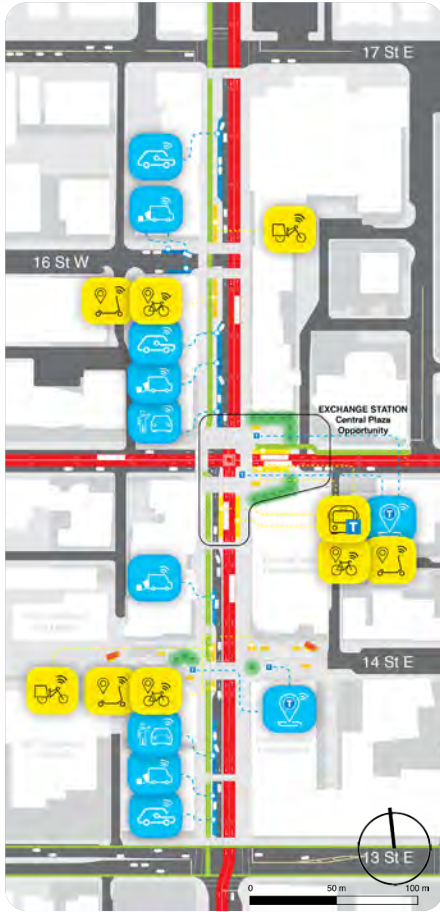 17 St E
16 St W
EXCHANGE STATION
Central Plaza
Opportunity
T
T
T
T
T
14 St E
T
T
T
13 St E
0
50 m
100 m